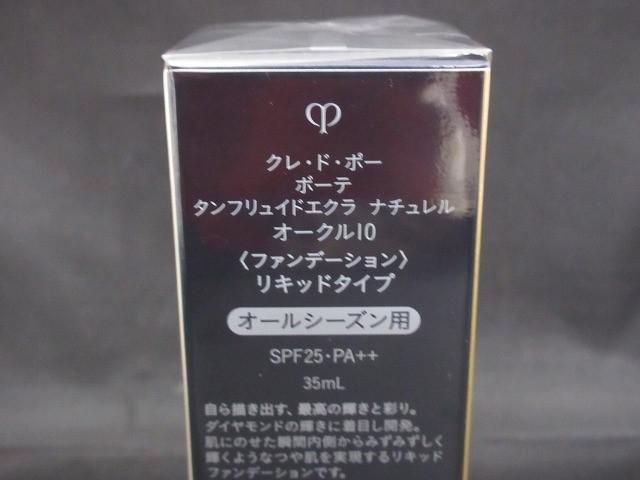 クレ・ド・ポー
ボーテ
タンフリュイドエクラ ナチュレル
オークル10
〈ファンデーション〉
リキッドタイプ
オールシーズン用
SPF25・PA++
35mL
自ら描き出す、最高の輝きと彩り。
ダイヤモンドの輝きに着目し開発。
肌にのせた瞬間内側からみずみずしく
輝くようなつや肌を実現するリキッド
ファンデーションです。